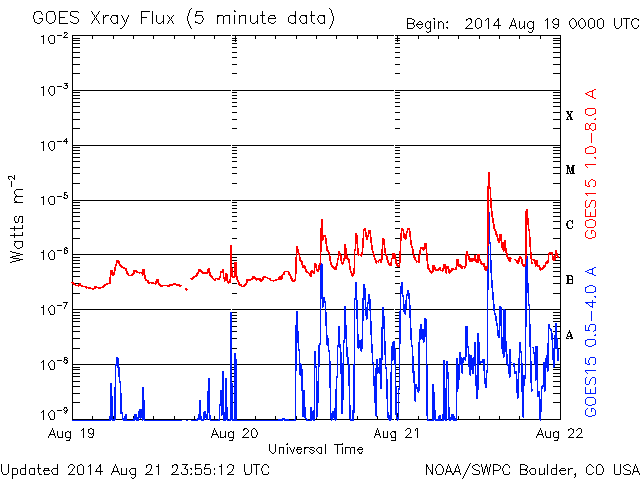 GOES Xray Flux (5 minute data)
Begin: 2014 Aug 19 0000 UTC
Watts m⁻²
10⁻²
10⁻³
10⁻⁴
10⁻⁵
10⁻⁶
10⁻⁷
10⁻⁸
10⁻⁹
X
M
C
B
A
GOES15 1.0-8.0 A
GOES15 0.5-4.0 A
Aug 19
Aug 20
Aug 21
Aug 22
Universal Time
Updated 2014 Aug 21 23:55:12 UTC
NOAA/SWPC Boulder, CO USA